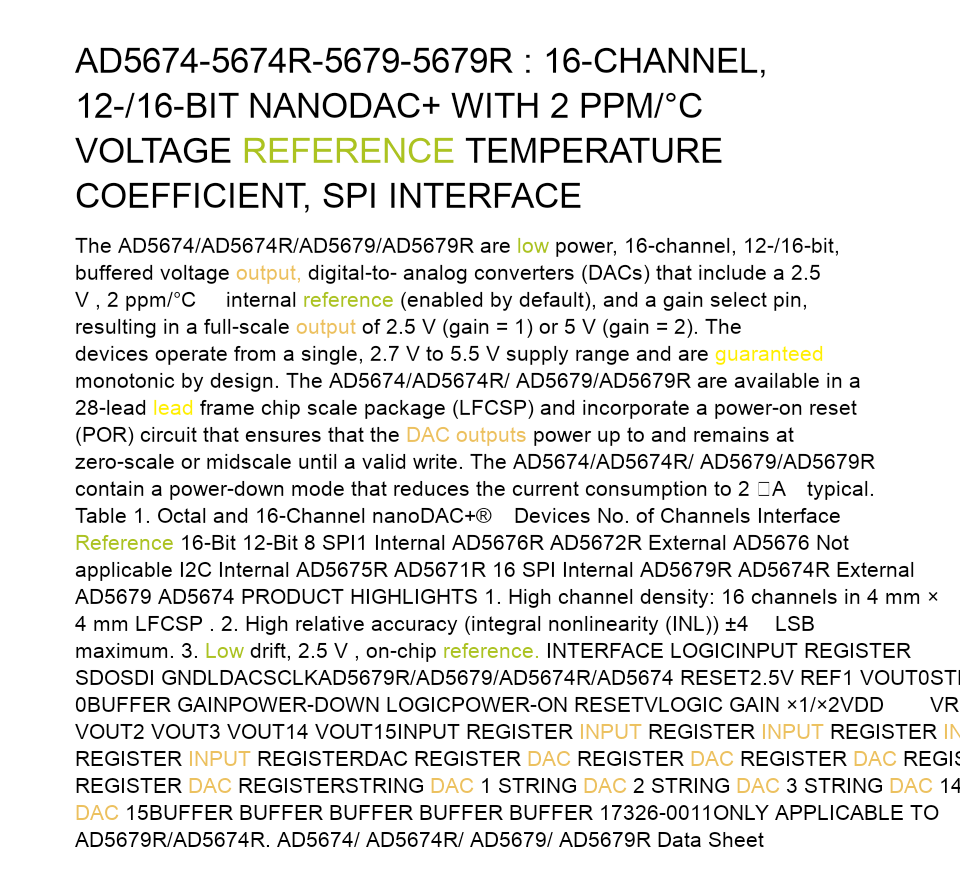 AD5674-5674R-5679-5679R : 16-CHANNEL,
12-/16-BIT NANODAC+ WITH 2 PPM/°C
VOLTAGE REFERENCE TEMPERATURE
COEFFICIENT, SPI INTERFACE
The AD5674/AD5674R/AD5679/AD5679R are low power, 16-channel, 12-/16-bit,
buffered voltage output, digital-to- analog converters (DACs) that include a 2.5
V , 2 ppm/°C internal reference (enabled by default), and a gain select pin,
resulting in a full-scale output of 2.5 V (gain = 1) or 5 V (gain = 2). The
devices operate from a single, 2.7 V to 5.5 V supply range and are guaranteed
monotonic by design. The AD5674/AD5674R/ AD5679/AD5679R are available in a
28-lead lead frame chip scale package (LFCSP) and incorporate a power-on reset
(POR) circuit that ensures that the DAC outputs power up to and remains at
zero-scale or midscale until a valid write. The AD5674/AD5674R/ AD5679/AD5679R
contain a power-down mode that reduces the current consumption to 2 □A typical.
Table 1. Octal and 16-Channel nanoDAC+® Devices No. of Channels Interface
Reference 16-Bit 12-Bit 8 SPI1 Internal AD5676R AD5672R External AD5676 Not
applicable I2C Internal AD5675R AD5671R 16 SPI Internal AD5679R AD5674R External
AD5679 AD5674 PRODUCT HIGHLIGHTS 1. High channel density: 16 channels in 4 mm ×
4 mm LFCSP . 2. High relative accuracy (integral nonlinearity (INL)) ±4 LSB
maximum. 3. Low drift, 2.5 V , on-chip reference. INTERFACE LOGICINPUT REGISTER
SDOSDI GNDLDACSCLKAD5679R/AD5679/AD5674R/AD5674 RESET2.5V REF1 VOUT0STI
0BUFFER GAINPOWER-DOWN LOGICPOWER-ON RESETVLOGIC GAIN ×1/×2VDD VR
VOUT2 VOUT3 VOUT14 VOUT15INPUT REGISTER INPUT REGISTER INPUT REGISTER IN
REGISTER INPUT REGISTERDAC REGISTER DAC REGISTER DAC REGISTER DAC REGIS
REGISTER DAC REGISTERSTRING DAC 1 STRING DAC 2 STRING DAC 3 STRING DAC 14
DAC 15BUFFER BUFFER BUFFER BUFFER BUFFER 17326-0011ONLY APPLICABLE TO
AD5679R/AD5674R. AD5674/ AD5674R/ AD5679/ AD5679R Data Sheet